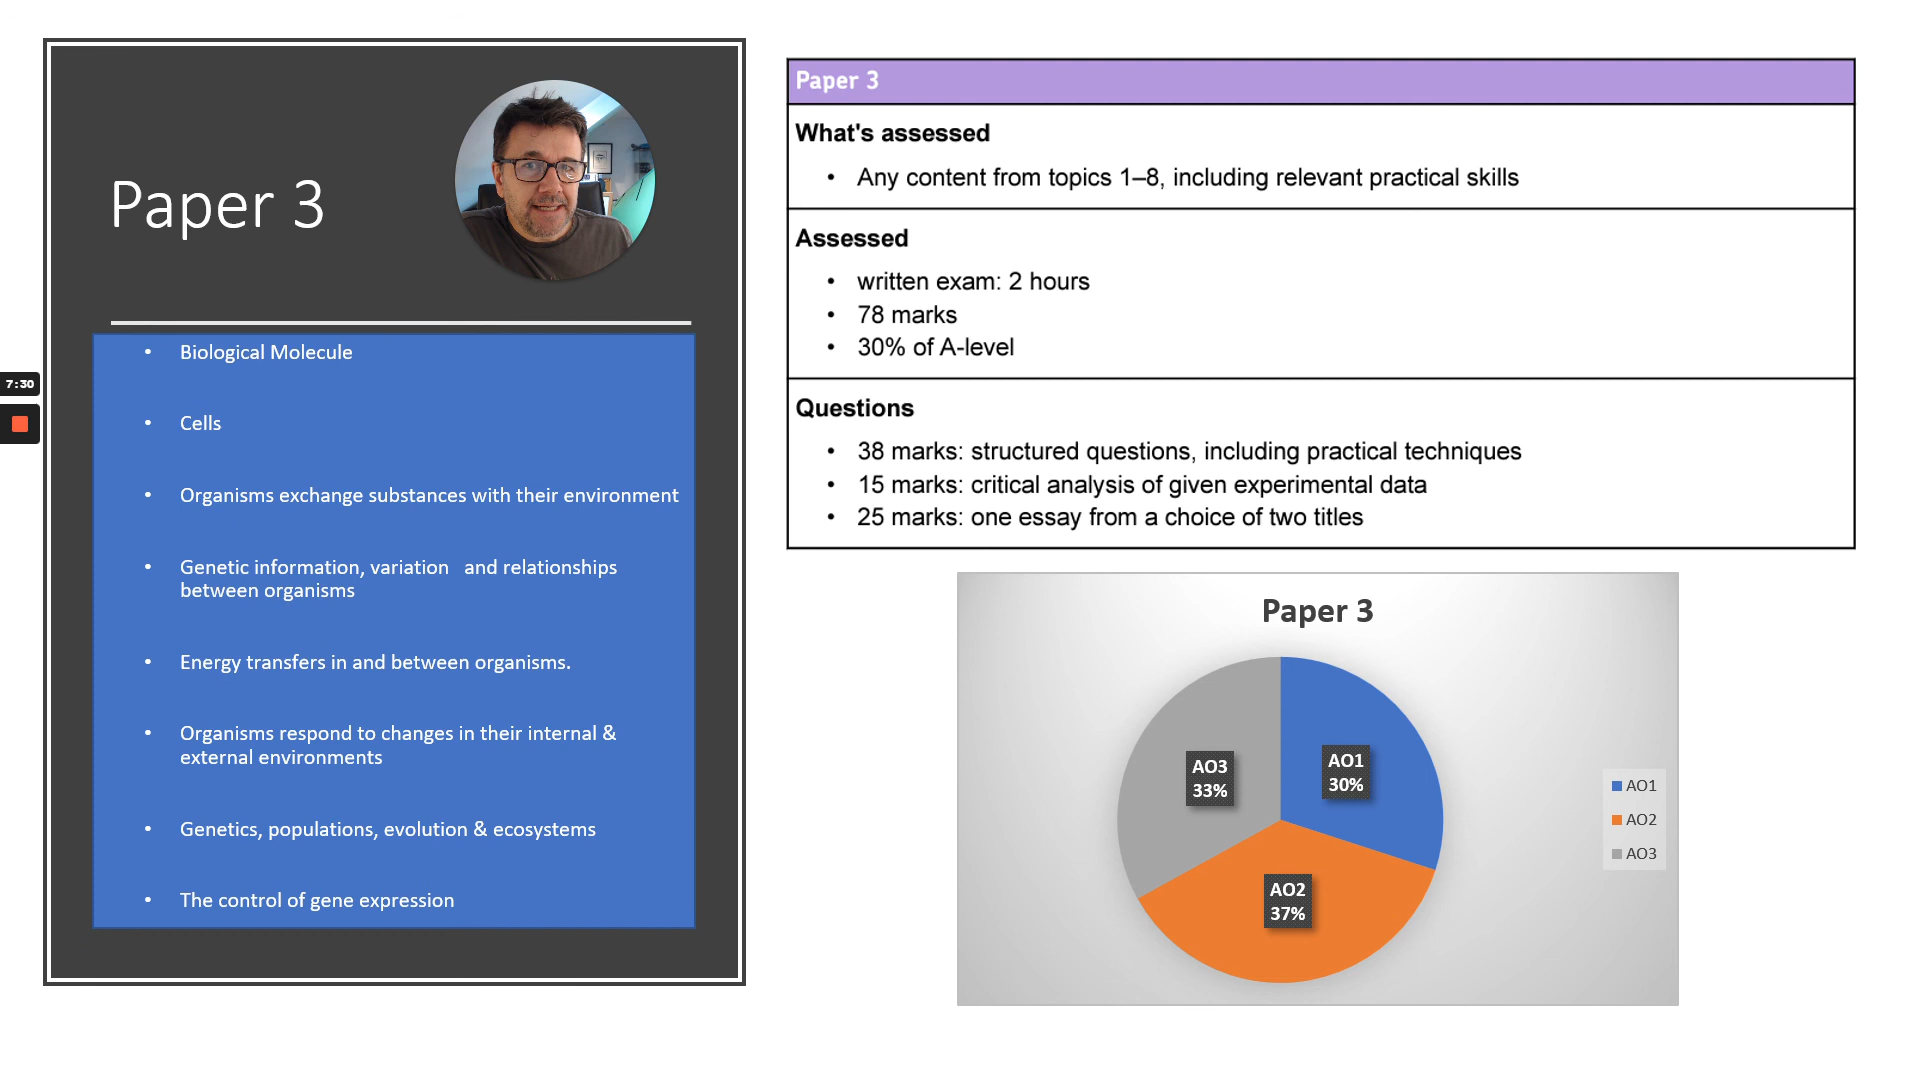 Paper 3
7:30
• Biological Molecule
• Cells
• Organisms exchange substances with their environment
• Genetic information, variation and relationships
between organisms
• Energy transfers in and between organisms.
• Organisms respond to changes in their internal &
external environments
• Genetics, populations, evolution & ecosystems
• The control of gene expression
Paper 3
What's assessed
• Any content from topics 1–8, including relevant practical skills
Assessed
• written exam: 2 hours
• 78 marks
• 30% of A-level
Questions
• 38 marks: structured questions, including practical techniques
• 15 marks: critical analysis of given experimental data
• 25 marks: one essay from a choice of two titles
Paper 3
AO3
33%
AO1
30%
AO2
37%
AO1
AO2
AO3